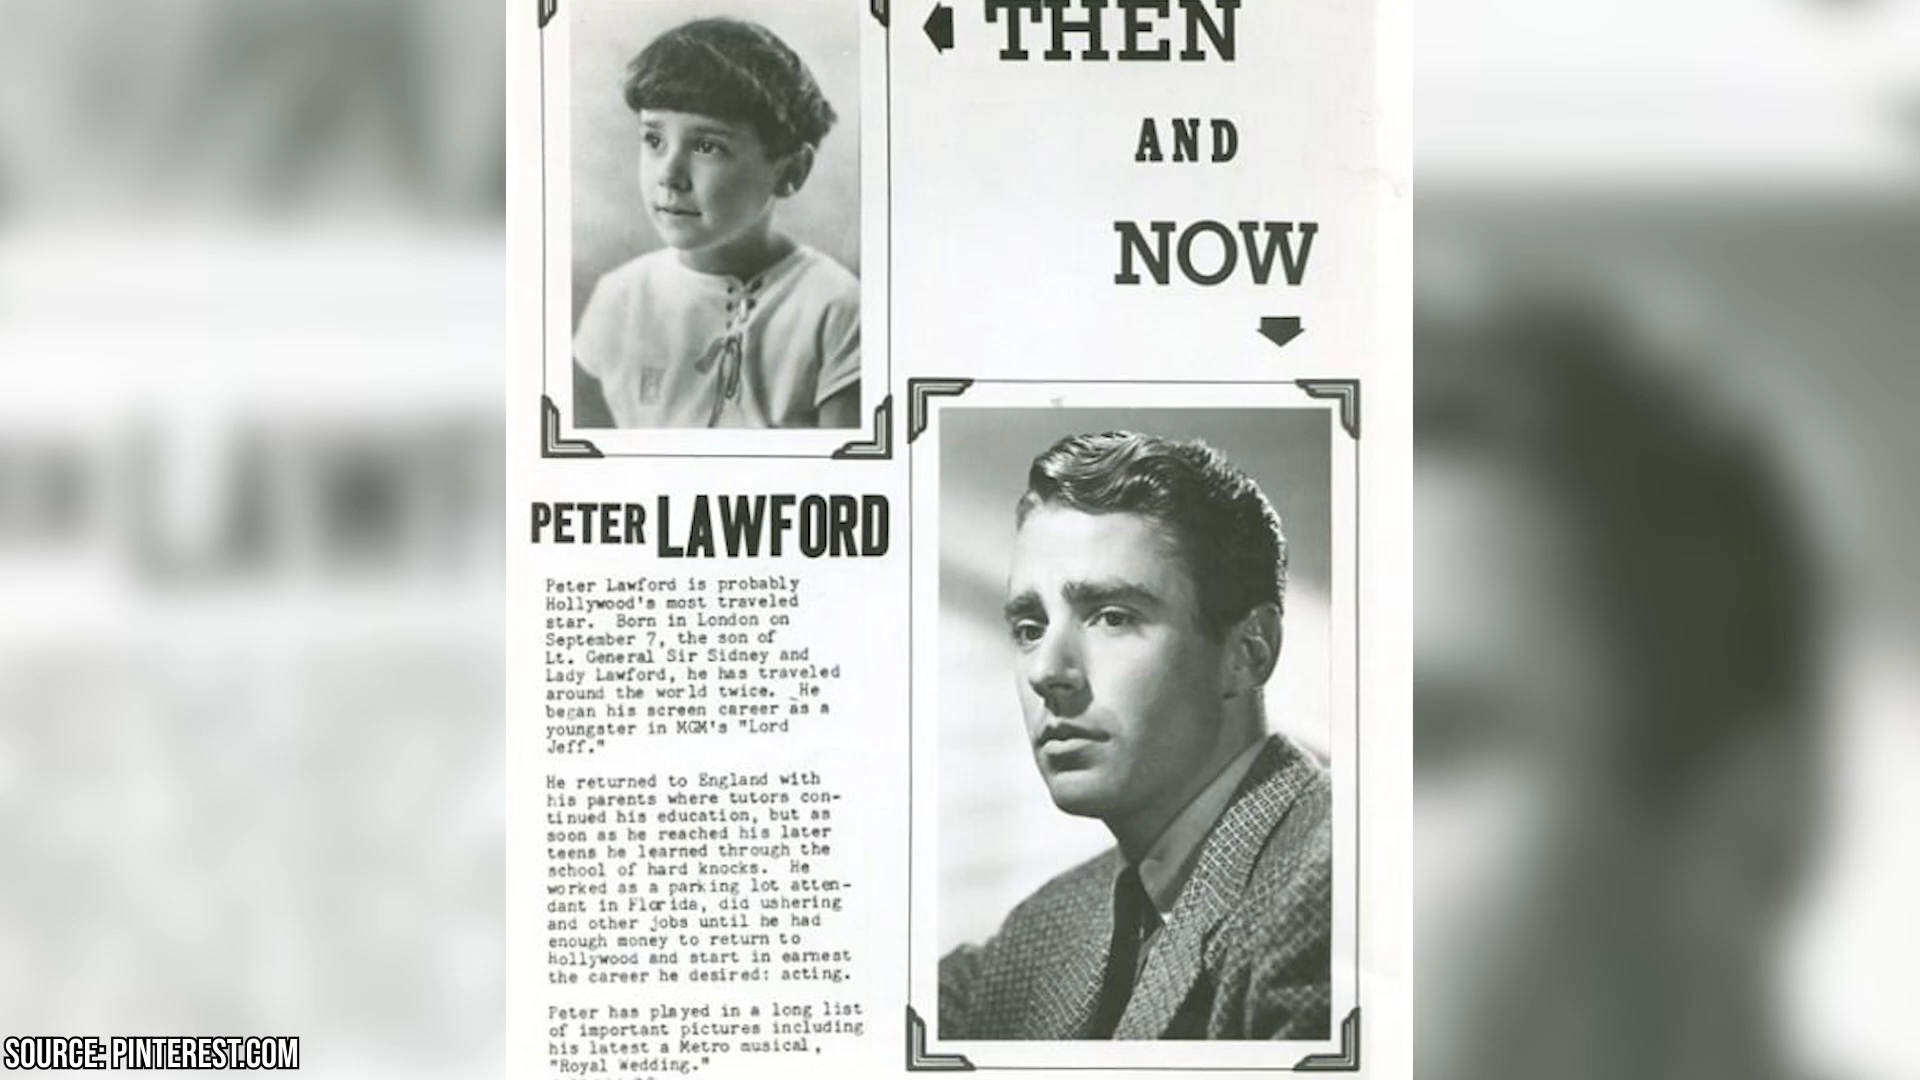 THEN
AND
NOW
PETER LAWFORD
Peter Lawford is probably
Hollywood's most traveled
star. Born in London on
September 7, the son of
Lt. General Sir Sidney and
Lady Lawford, he has traveled
around the world twice. He
began his screen career as a
youngster in MGM's "Lord
Jeff."
He returned to England with
his parents where tutors con-
tinued his education, but as
soon as he reached his later
teens he learned through the
school of hard knocks. He
worked as a parking lot atten-
dant in Florida, did ushering
and other jobs until he had
enough money to return to
Hollywood and start in earnest
the career he desired: acting.
Peter has played in a long list
of important pictures including
his latest a Metro musical,
"Royal Wedding."
SOURCE: PINTEREST.COM